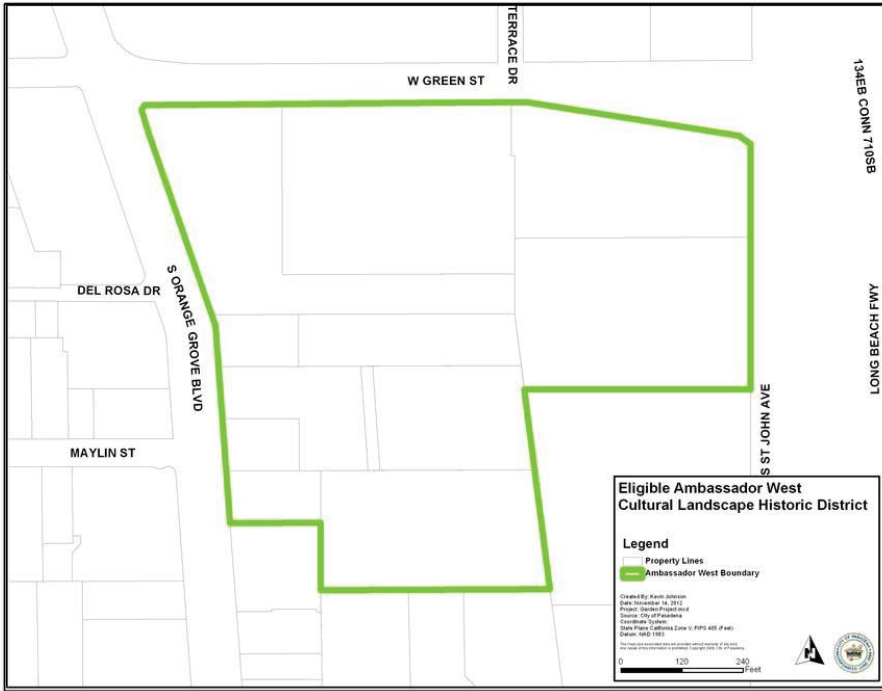 TERRACE DR
W GREEN ST
134EB CONN 710SB
DEL ROSA DR
S ORANGE GROVE BLVD
LONG BEACH FWY
MAYLIN ST
S ST JOHN AVE
Eligible Ambassador West
Cultural Landscape Historic District
Legend
Property Lines
Ambassador West Boundary
Created By: Kevin Johnson
Date: November 14, 2012
Project: Garden Project.mxd
Source: City of Pasadena
Coordinate System:
State Plane California Zone V, FIPS 405 (Feet)
Datum: NAD 1983
N
0 120 240
Feet